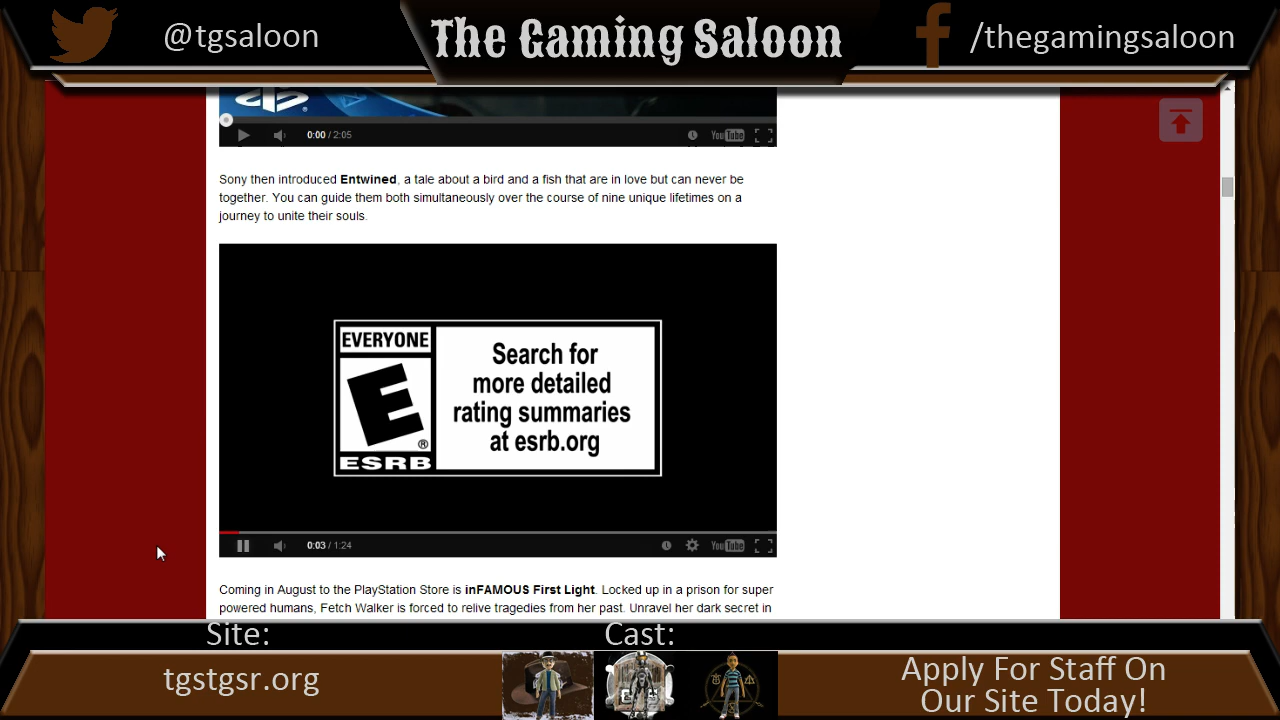 @tgsaloon
The Gaming Saloon
/thegamingsaloon
0:00 / 2:05
YouTube
Sony then introduced Entwined, a tale about a bird and a fish that are in love but can never be
together. You can guide them both simultaneously over the course of nine unique lifetimes on a
journey to unite their souls.
EVERYONE
E
ESRB
Search for
more detailed
rating summaries
at esrb.org
0:03 / 1:24
YouTube
Coming in August to the PlayStation Store is inFAMOUS First Light. Locked up in a prison for super
powered humans, Fetch Walker is forced to relive tragedies from her past. Unravel her dark secret in
Site:
tgstgsr.org
Cast:
Apply For Staff On
Our Site Today!